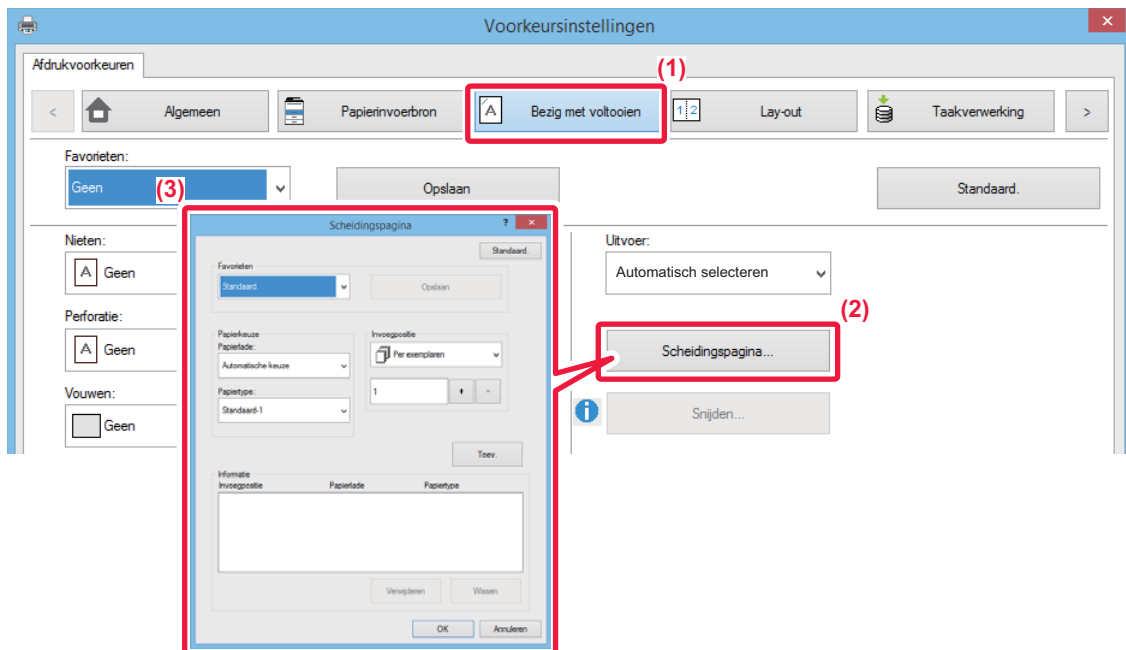 Voorkeursinstellingen
×
Afdrukvoorkeuren
(1)
<
Algemeen
Papierinvoerbron
A
Bezig met voltooien
1 2
Lay-out
Taakverwerking
>
Favorieten:
Geen
(3)
Opslaan
Standaard.
Nieten:
A Geen
Perforatie:
A Geen
Vouwen:
Geen
Scheidingspagina
? ×
Standaard.
Favorieten
Standaard.
Opslaan
Papierkeuze
Papierlade:
Automatische keuze
Papiertype:
Standaard-1
Invoegpositie
Per exemplaren
1
+ -
Toev.
Informatie
Invoegpositie Papierlade Papiertype
Verwijderen Wissen
OK Annuleren
Uitvoer:
Automatisch selecteren
(2)
Scheidingspagina...
i
Snijden...